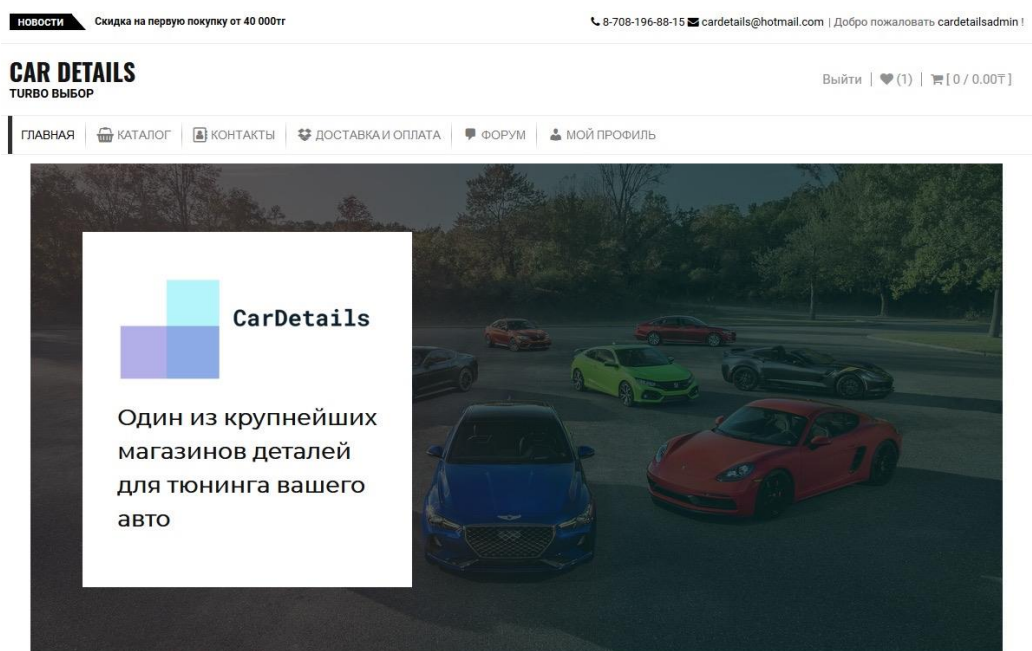 НОВОСТИ Скидка на первую покупку от 40 000тг 8-708-196-88-15 cardetails@hotmail.com | Добро пожаловать cardetailsadmin !
CAR DETAILS
TURBO ВЫБОР
Выйти | (1) | [ 0 / 0.00₸ ]
ГЛАВНАЯ КАТАЛОГ КОНТАКТЫ ДОСТАВКА И ОПЛАТА ФОРУМ МОЙ ПРОФИЛЬ
CarDetails
Один из крупнейших
магазинов деталей
для тюнинга вашего
авто